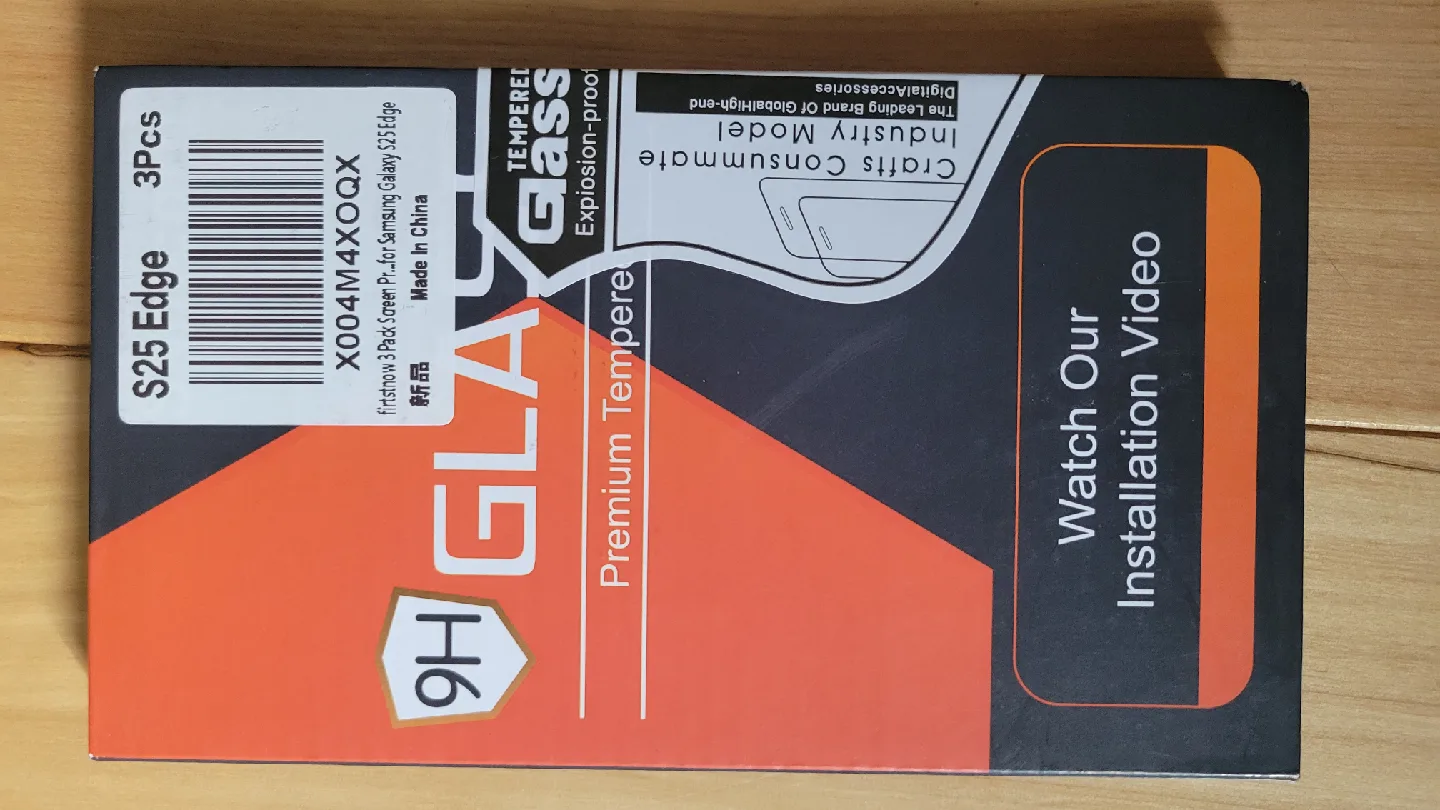 S25 Edge 3Pcs
X004M4XOQX
firtstnow 3 Pack Screen Pr...for Samsung Galaxy S25 Edge
新品 Made In China
9H
GLA
Premium Tempere
TEMPERED
Glass
Expiosion-proof
Crafts Consummate
Industry Model
The Leading Brand Of GlobalHigh-end
DigitalAccessories
Watch Our
Installation Video